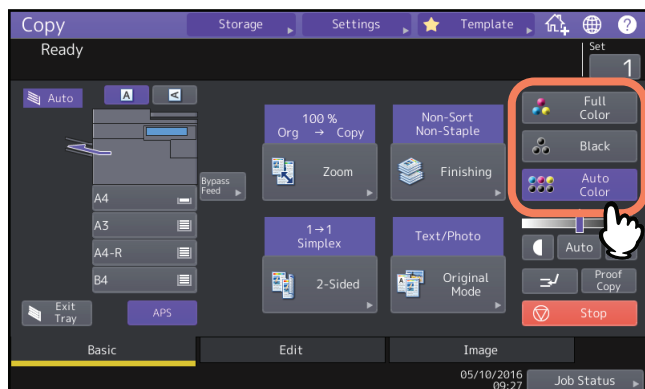 Copy
Storage
Settings
Template
?
Ready
Set
1
Auto
A
A
100 %
Org → Copy
Non-Sort
Non-Staple
Full
Color
Black
Auto
Color
Zoom
Finishing
Bypass
Feed
A4
A3
A4-R
B4
1→1
Simplex
Text/Photo
2-Sided
Original
Mode
Auto
Proof
Copy
Exit
Tray
APS
Stop
Basic
Edit
Image
05/10/2016
09:27
Job Status